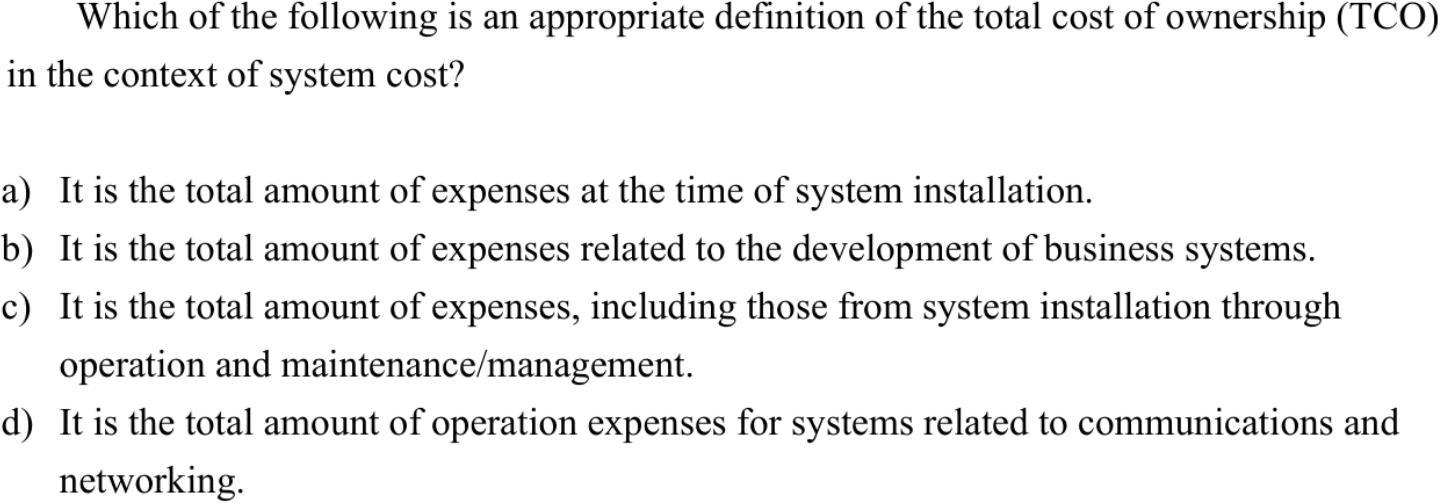 Which of the following is an appropriate definition of the total cost of ownership (TCO)
in the context of system cost?
a) It is the total amount of expenses at the time of system installation.
b) It is the total amount of expenses related to the development of business systems.
c) It is the total amount of expenses, including those from system installation through
operation and maintenance/management.
d) It is the total amount of operation expenses for systems related to communications and
networking.